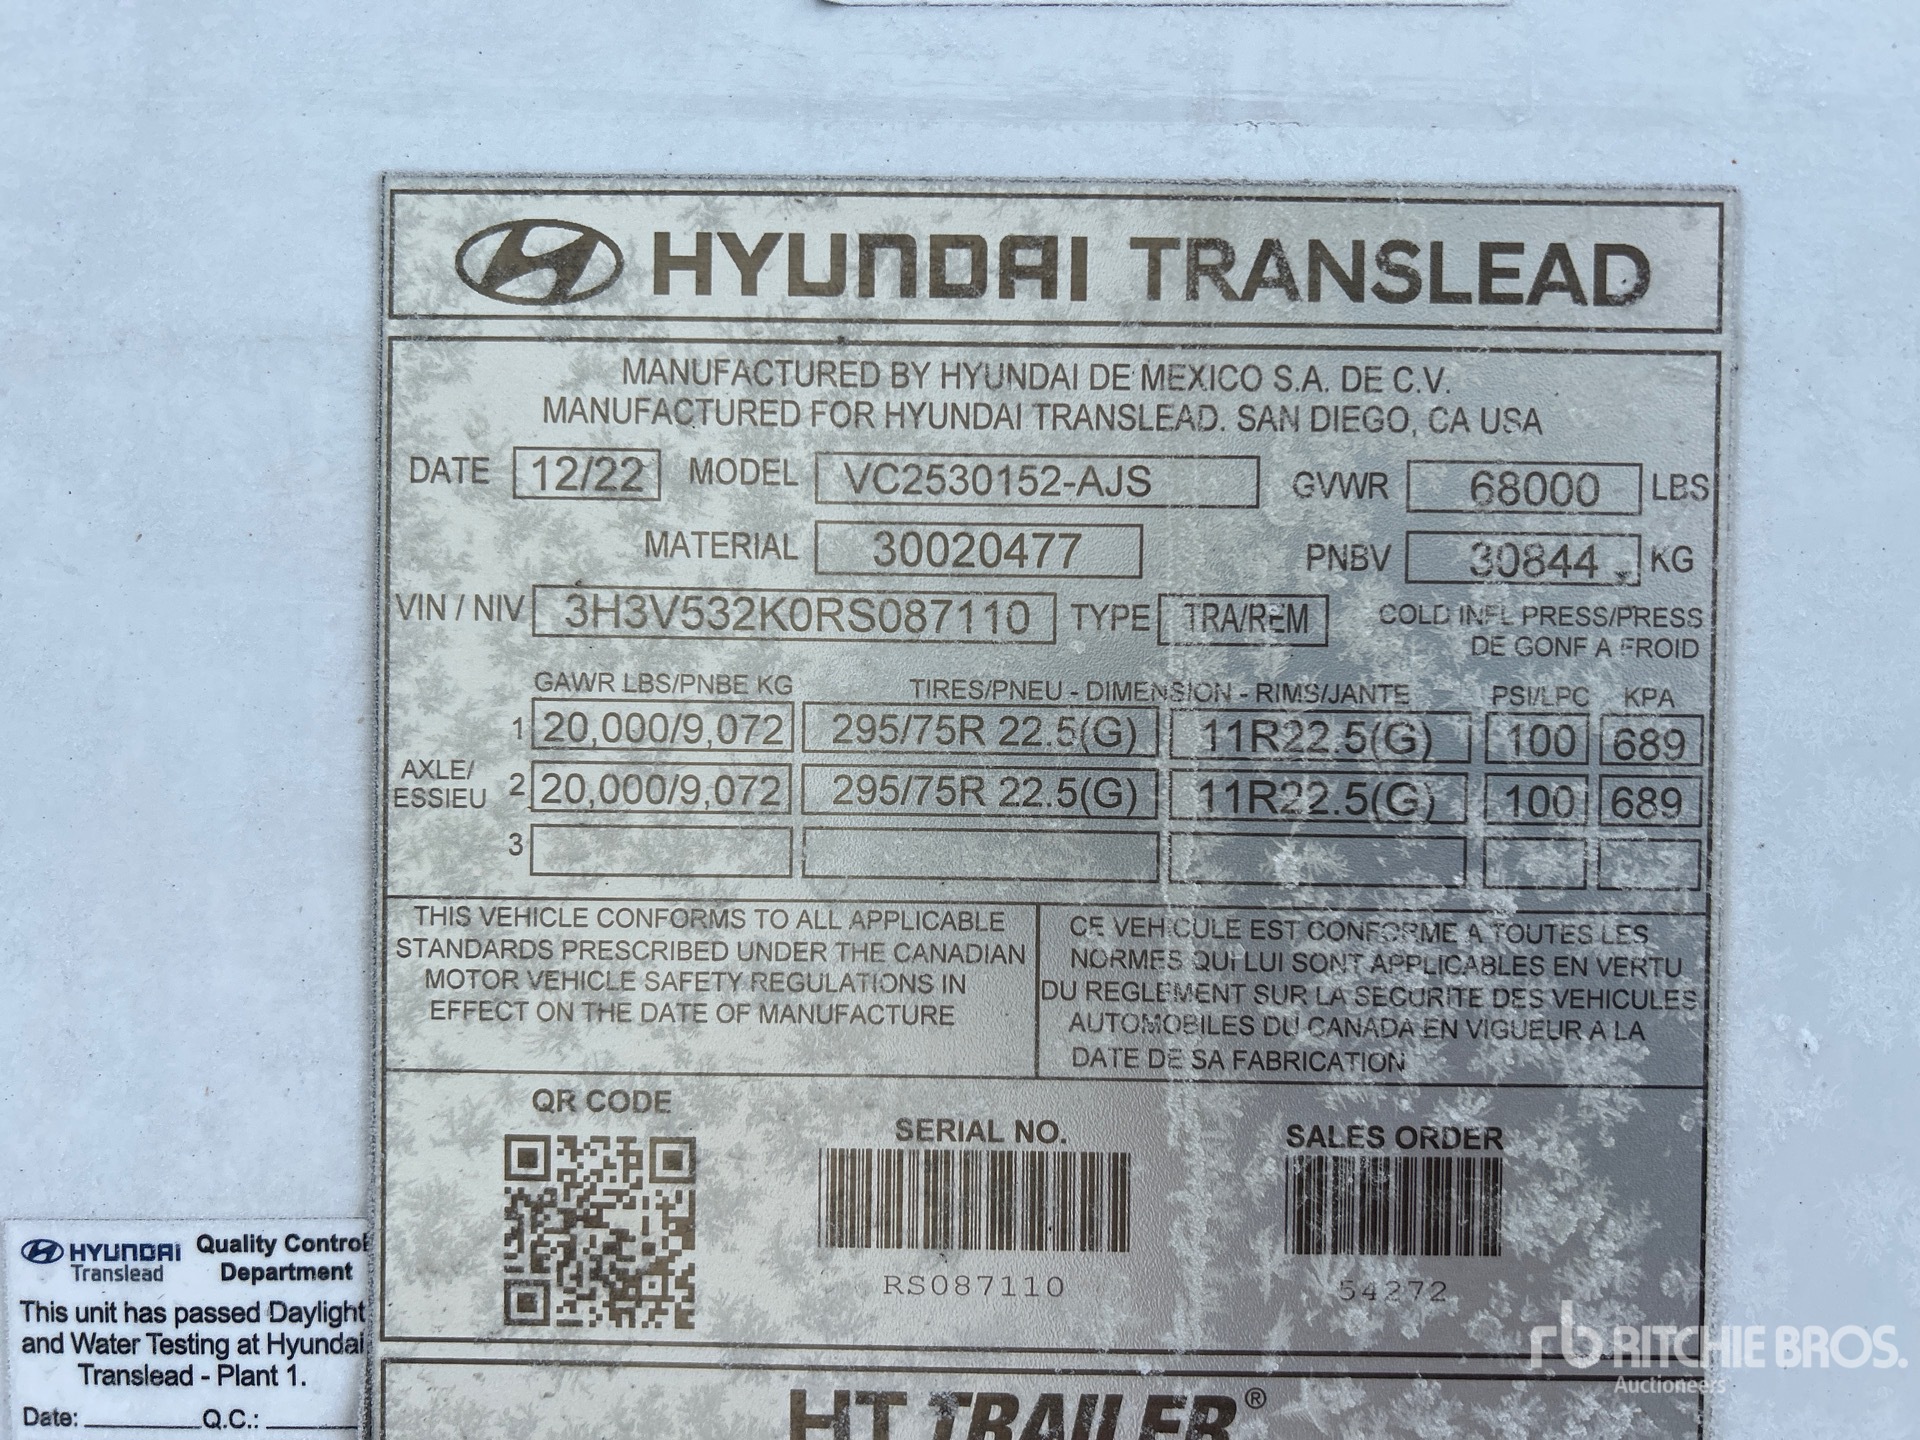 HYUNDAI TRANSLEAD
MANUFACTURED BY HYUNDAI DE MEXICO S.A. DE C.V.
MANUFACTURED FOR HYUNDAI TRANSLEAD. SAN DIEGO, CA USA
DATE 12/22 MODEL VC2530152-AJS GVWR 68000 LBS
MATERIAL 30020477 PNBV 30844 KG
VIN / NIV 3H3V532K0RS087110 TYPE TRA/REM COLD INFL PRESS/PRESS
DE GONF A FROID
GAWR LBS/PNBE KG TIRES/PNEU - DIMENSION - RIMS/JANTE PSI/LPC KPA
1 20,000/9,072 295/75R 22.5(G) 11R22.5(G) 100 689
AXLE/
ESSIEU 2 20,000/9,072 295/75R 22.5(G) 11R22.5(G) 100 689
3
THIS VEHICLE CONFORMS TO ALL APPLICABLE
STANDARDS PRESCRIBED UNDER THE CANADIAN
MOTOR VEHICLE SAFETY REGULATIONS IN
EFFECT ON THE DATE OF MANUFACTURE
CE VEHICULE EST CONFORME A TOUTES LES
NORMES QUI LUI SONT APPLICABLES EN VERTU
DU REGLEMENT SUR LA SECURITE DES VEHICULES
AUTOMOBILES DU CANADA EN VIGUEUR A LA
DATE DE SA FABRICATION
QR CODE
SERIAL NO.
RS087110
SALES ORDER
54272
HT TRAILER®
HYUNDAI
Translead
Quality Control
Department
This unit has passed Daylight
and Water Testing at Hyundai
Translead - Plant 1.
Date: Q.C.:
rb RITCHIE BROS.
Auctioneers